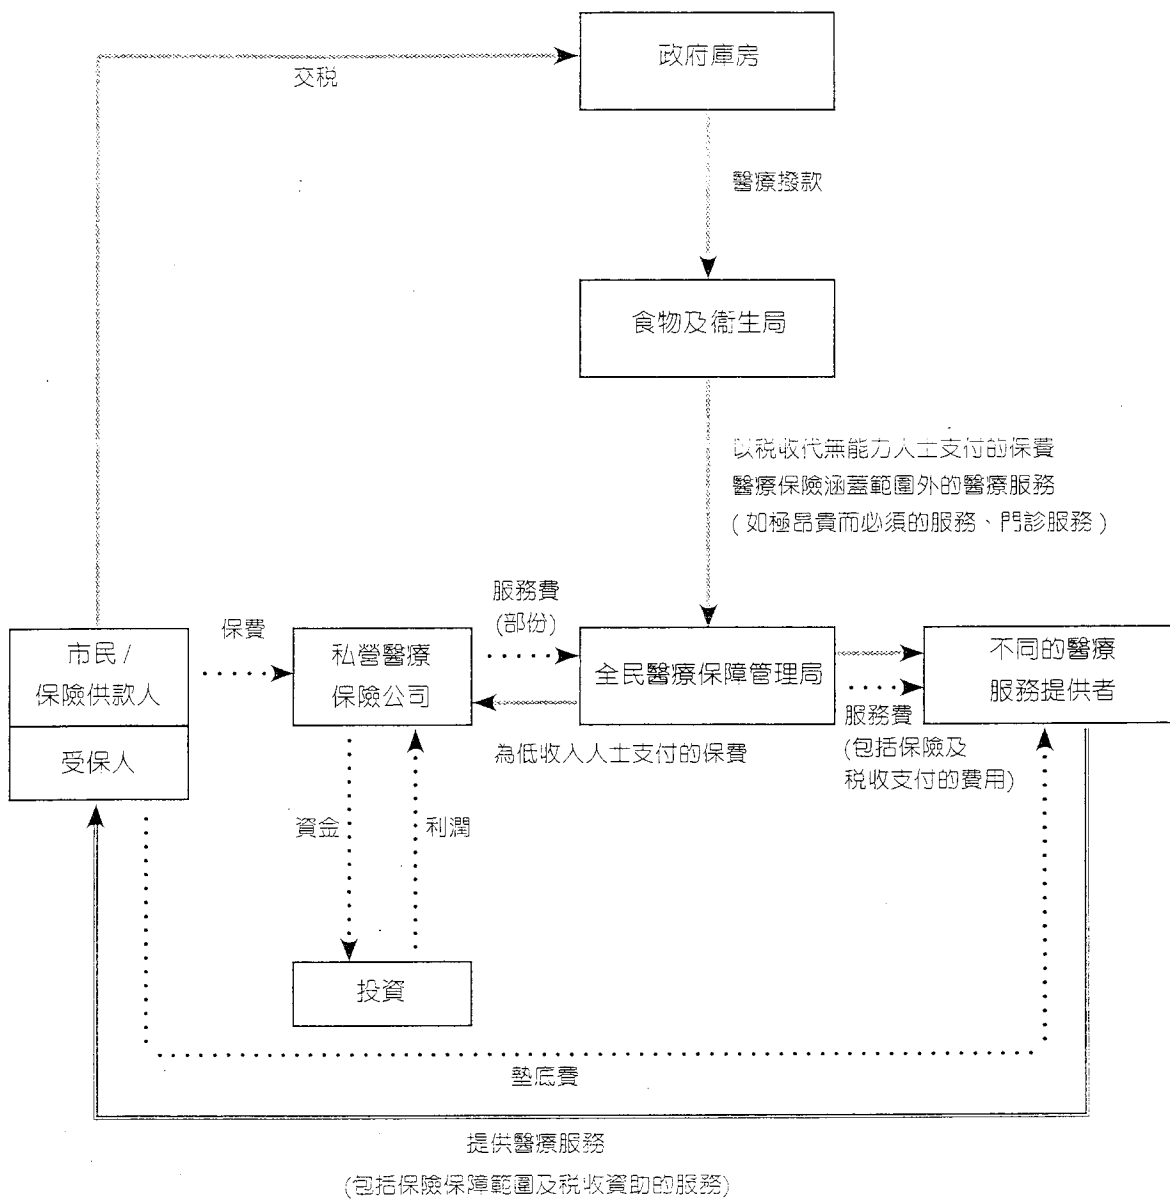 政府庫房
交税
醫療撥款
食物及衞生局
以税收代無能力人士支付的保費
醫療保險涵蓋範圍外的醫療服務
(如極昂貴而必須的服務、門診服務)
服務費
(部份)
保費
市民/
保險供款人
受保人
私營醫療
保險公司
全民醫療保障管理局
不同的醫療
服務提供者
為低收入人士支付的保費
服務費
(包括保險及
税收支付的費用)
資金
利潤
投資
墊底費
提供醫療服務
(包括保險保障範圍及税收資助的服務)